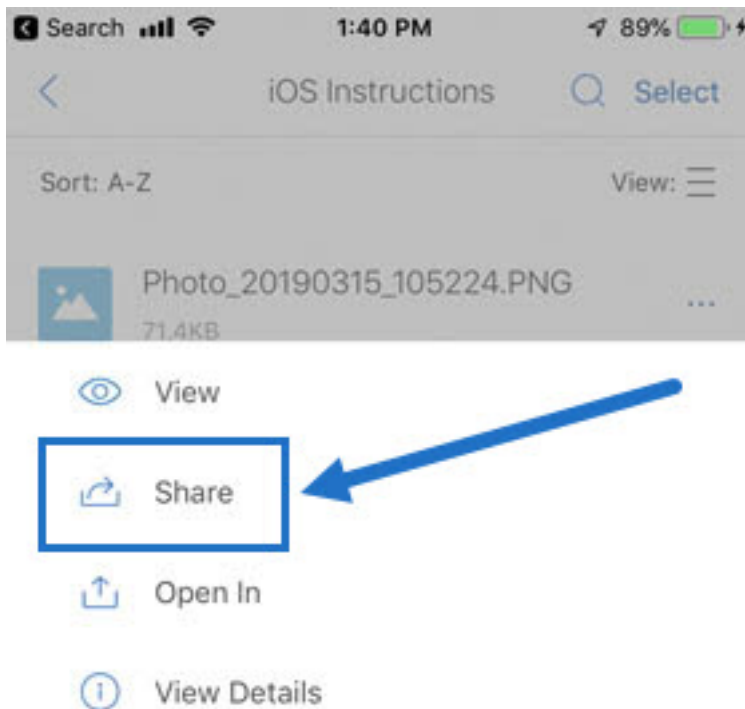 Search 1:40 PM 89%
iOS Instructions Select
Sort: A-Z View:
Photo_20190315_105224.PNG
71.4KB
View
Share
Open In
View Details